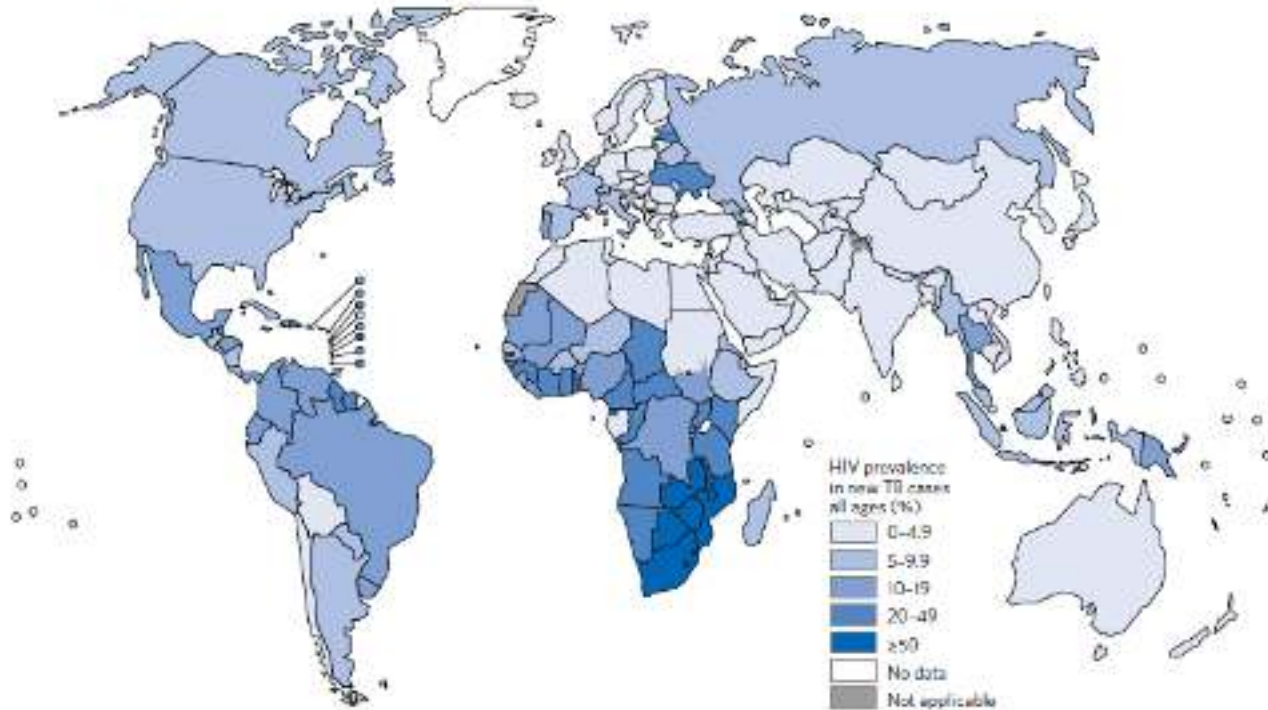 HIV prevalence
in new TB cases
all ages (%)
0–4.9
5–9.9
10–19
20–49
≥50
No data
Not applicable